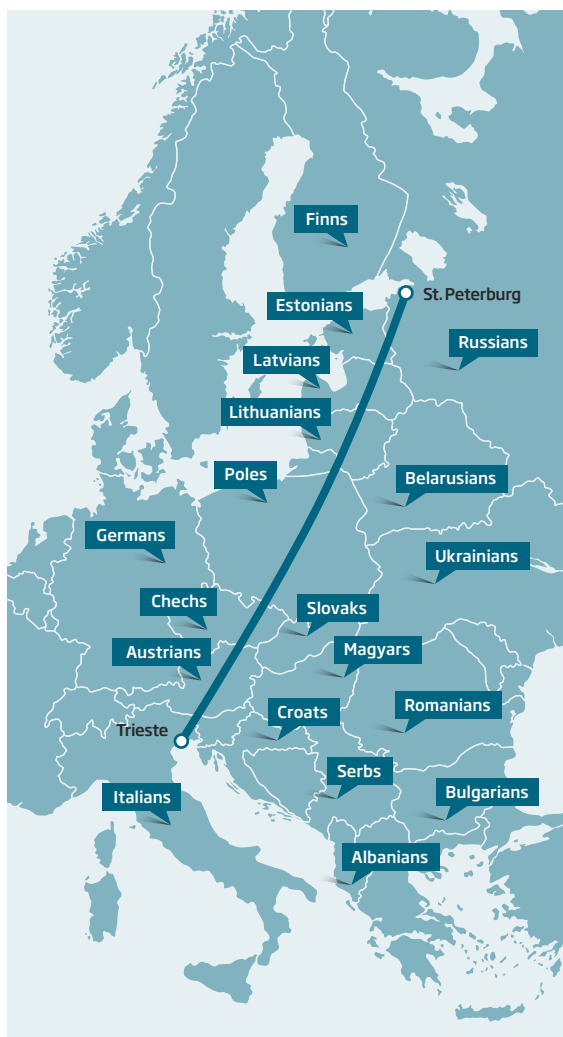 Finns
St. Peterburg
Estonians
Russians
Latvians
Lithuanians
Poles
Belarusians
Germans
Ukrainians
Chechs
Slovaks
Austrians
Magyars
Romanians
Croats
Trieste
Serbs
Bulgarians
Italians
Albanians